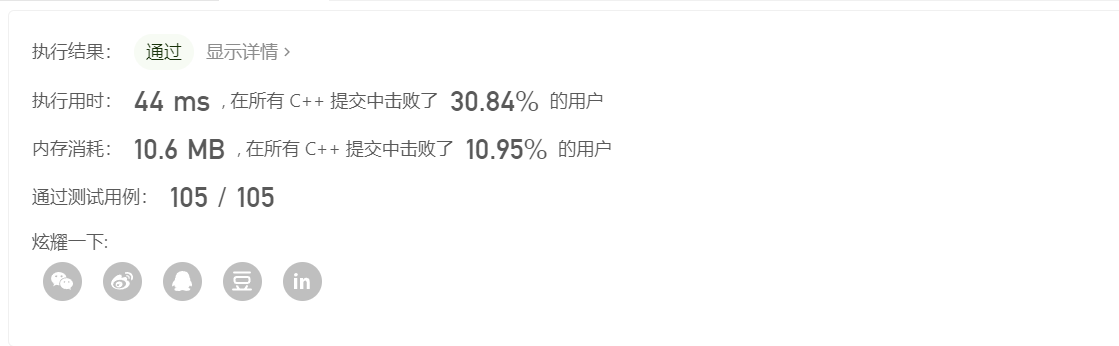 执行结果： 通过 显示详情 ›
执行用时： 44 ms , 在所有 C++ 提交中击败了 30.84% 的用户
内存消耗： 10.6 MB , 在所有 C++ 提交中击败了 10.95% 的用户
通过测试用例： 105 / 105
炫耀一下:
豆 in